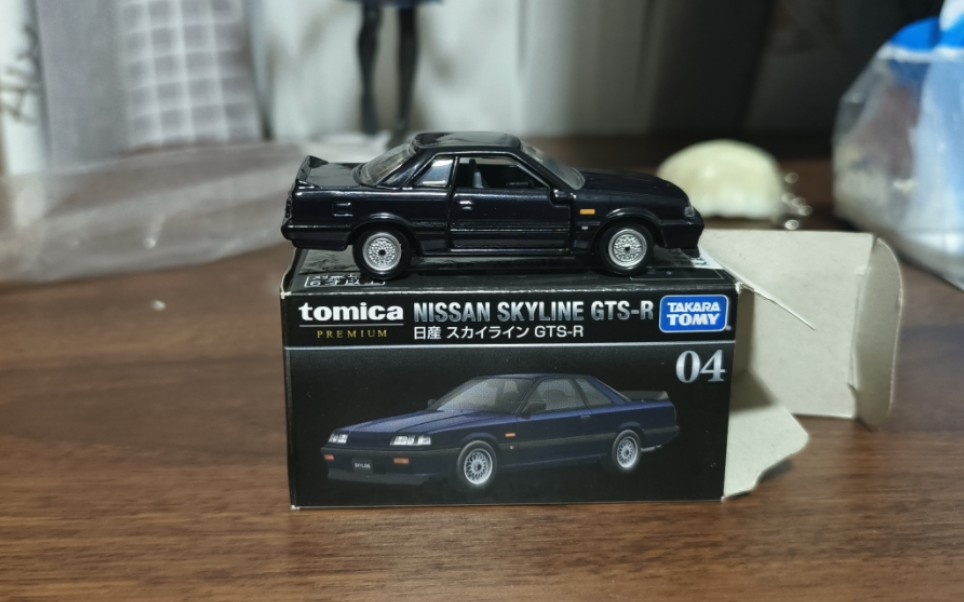 tomica NISSAN SKYLINE GTS-R TAKARA TOMY
PREMIUM 日産 スカイライン GTS-R
04